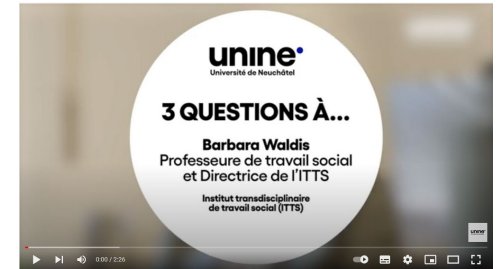 unine
Université de Neuchâtel
3 QUESTIONS À...
Barbara Waldis
Professeure de travail social
et Directrice de l'ITTS
Institut transdisciplinaire
de travail social (ITTS)
unine
0:00 / 2:26